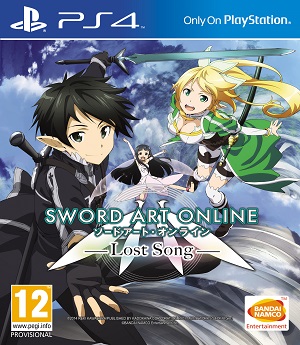 PS4
Only On PlayStation®
SWORD ART ONLINE
ソードアート・オンライン
Lost Song
12
www.pegi.info
PROVISIONAL
BANDAI
NAMCO
Entertainment